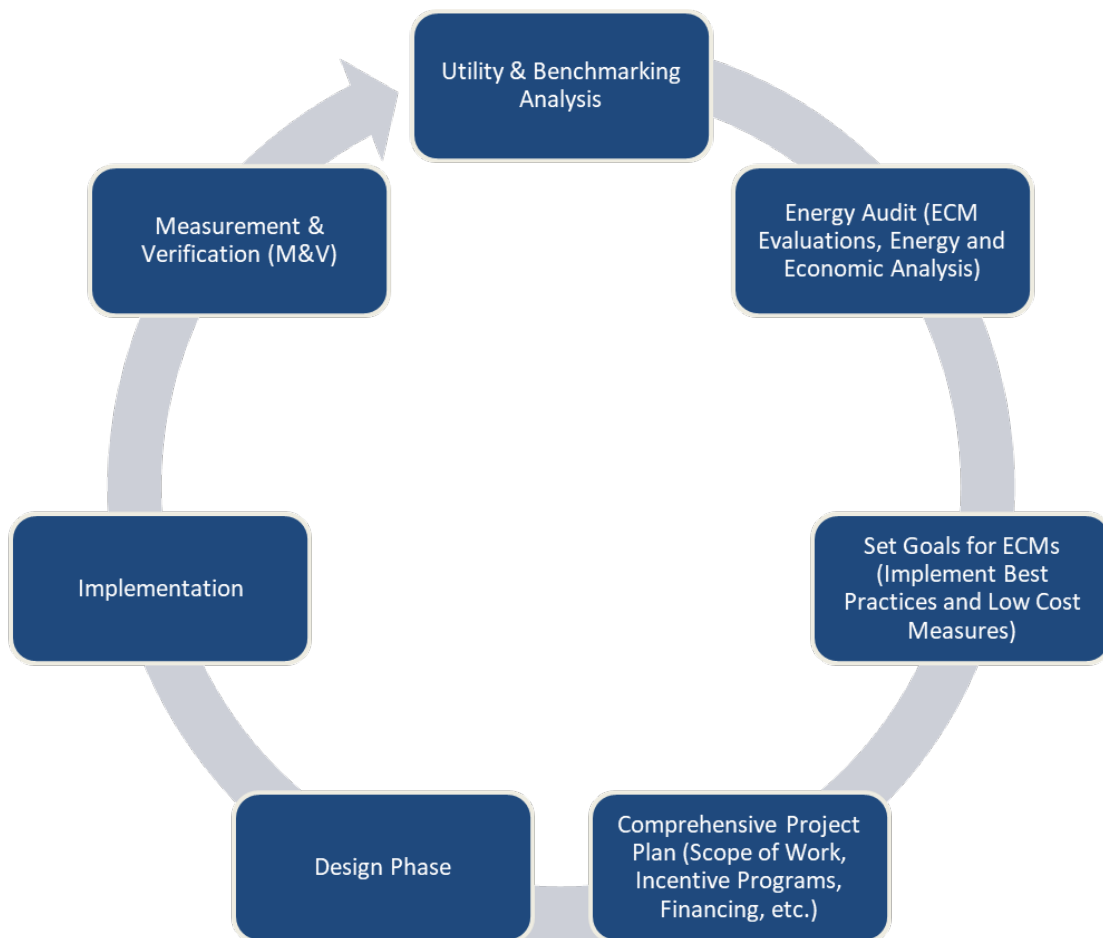 Utility & Benchmarking
Analysis
Energy Audit (ECM
Evaluations, Energy and
Economic Analysis)
Set Goals for ECMs
(Implement Best
Practices and Low Cost
Measures)
Comprehensive Project
Plan (Scope of Work,
Incentive Programs,
Financing, etc.)
Design Phase
Implementation
Measurement &
Verification (M&V)